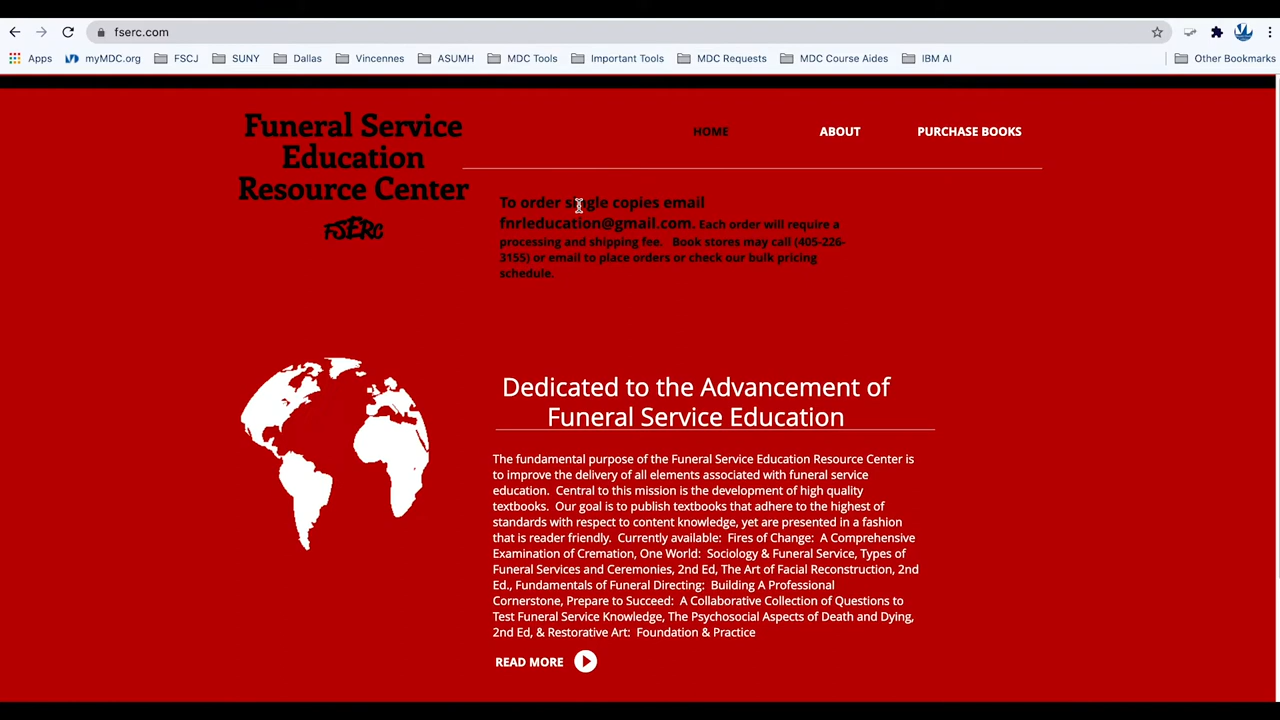 fserc.com
Apps
myMDC.org
FSCJ
SUNY
Dallas
Vincennes
ASUMH
MDC Tools
Important Tools
MDC Requests
MDC Course Aides
IBM AI
Other Bookmarks
Funeral Service
Education
Resource Center
FSERC
HOME
ABOUT
PURCHASE BOOKS
To order single copies email
fnrleducation@gmail.com. Each order will require a
processing and shipping fee. Book stores may call (405-226-
3155) or email to place orders or check our bulk pricing
schedule.
Dedicated to the Advancement of
Funeral Service Education
The fundamental purpose of the Funeral Service Education Resource Center is
to improve the delivery of all elements associated with funeral service
education. Central to this mission is the development of high quality
textbooks. Our goal is to publish textbooks that adhere to the highest of
standards with respect to content knowledge, yet are presented in a fashion
that is reader friendly. Currently available: Fires of Change: A Comprehensive
Examination of Cremation, One World: Sociology & Funeral Service, Types of
Funeral Services and Ceremonies, 2nd Ed, The Art of Facial Reconstruction, 2nd
Ed., Fundamentals of Funeral Directing: Building A Professional
Cornerstone, Prepare to Succeed: A Collaborative Collection of Questions to
Test Funeral Service Knowledge, The Psychosocial Aspects of Death and Dying,
2nd Ed, & Restorative Art: Foundation & Practice
READ MORE